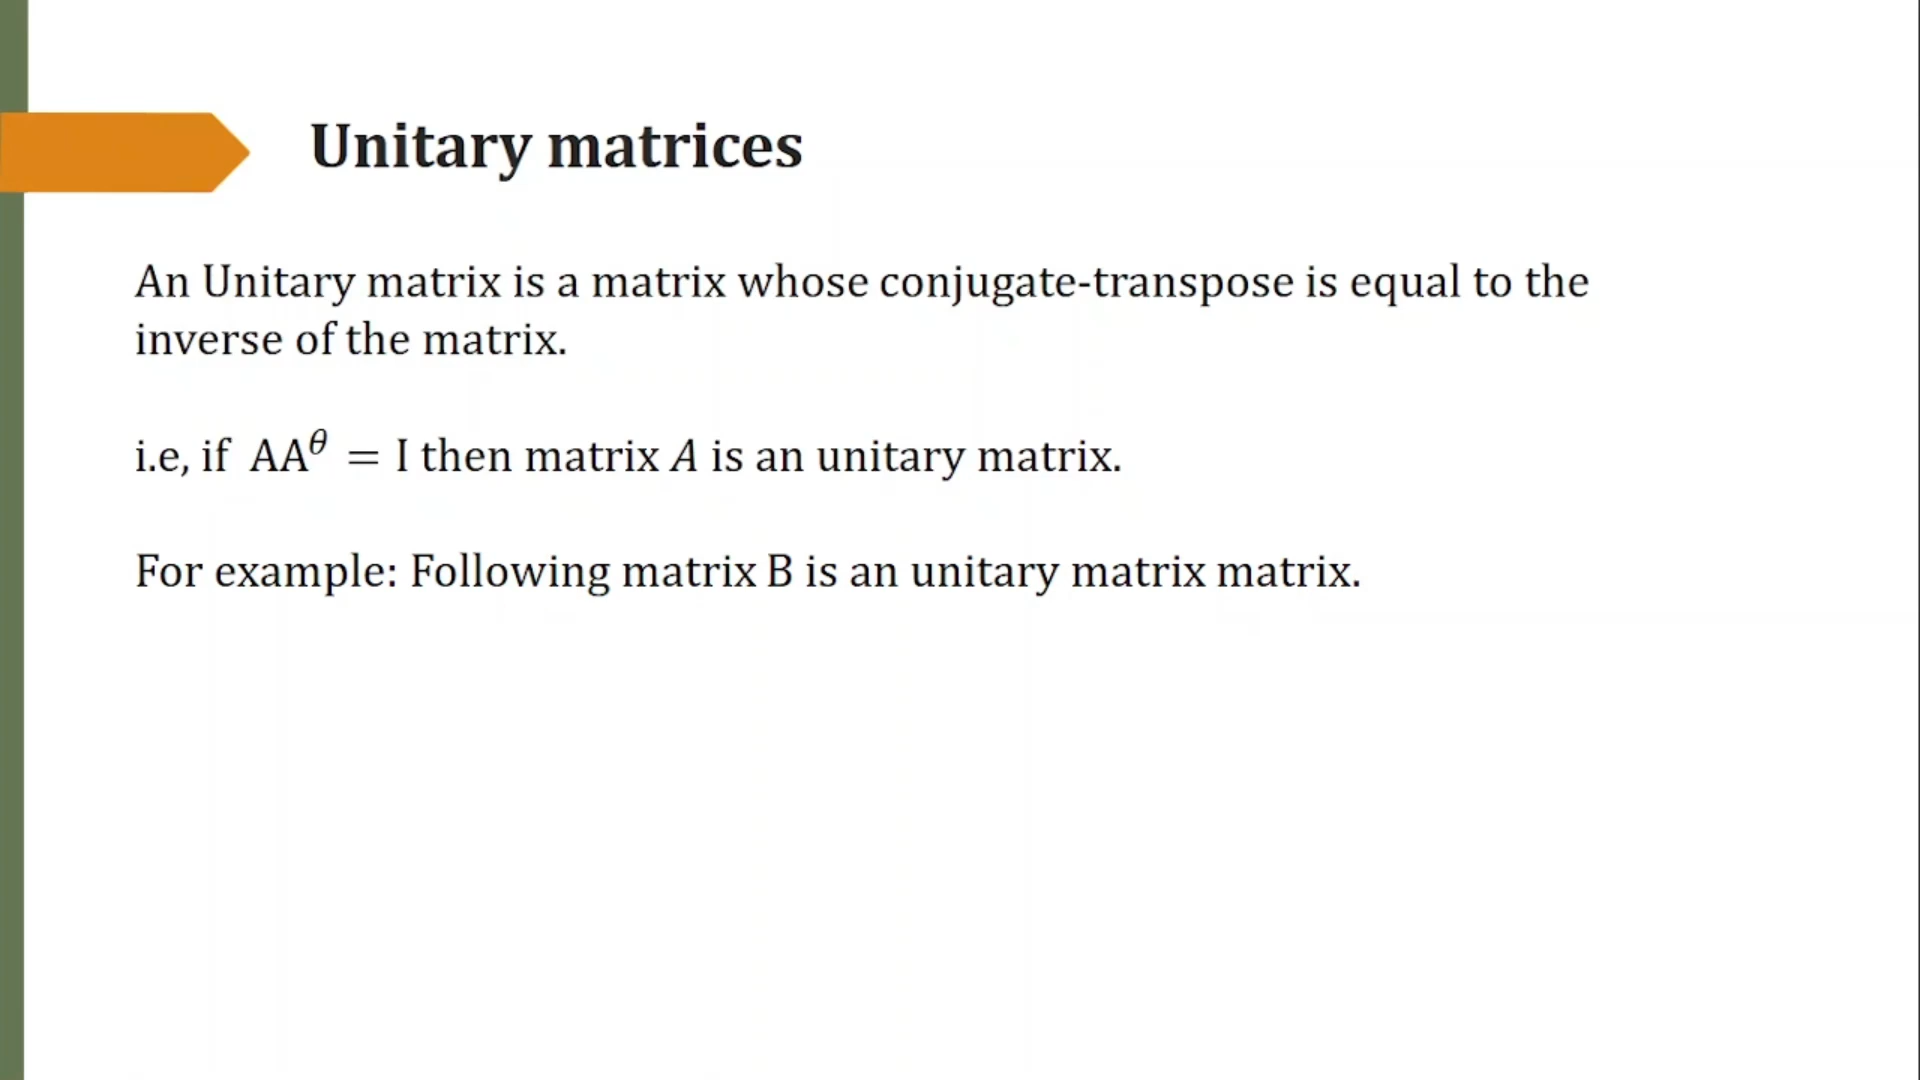 Unitary matrices
An Unitary matrix is a matrix whose conjugate-transpose is equal to the
inverse of the matrix.
i.e, if AA^θ = I then matrix A is an unitary matrix.
For example: Following matrix B is an unitary matrix matrix.